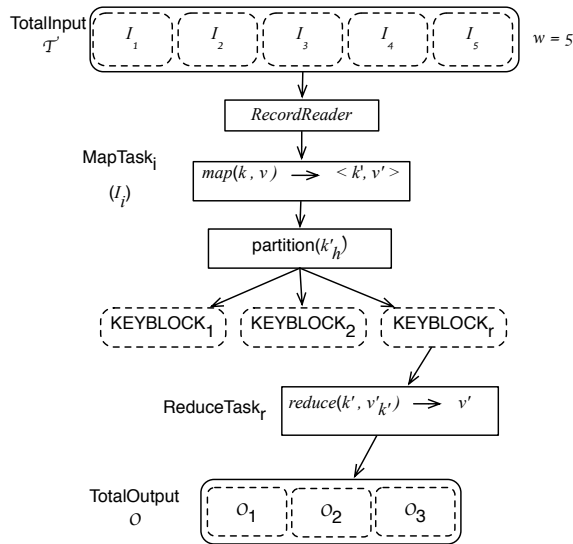 TotalInput
𝒯
I₁ I₂ I₃ I₄ I₅
w = 5
RecordReader
MapTaskᵢ
(Iᵢ)
map(k , v) → < k', v' >
partition(k'ₕ)
KEYBLOCK₁ KEYBLOCK₂ KEYBLOCKᵣ
ReduceTaskᵣ
reduce(k' , v'ₖ') → v'
TotalOutput
𝒪
𝒪₁ 𝒪₂ 𝒪₃